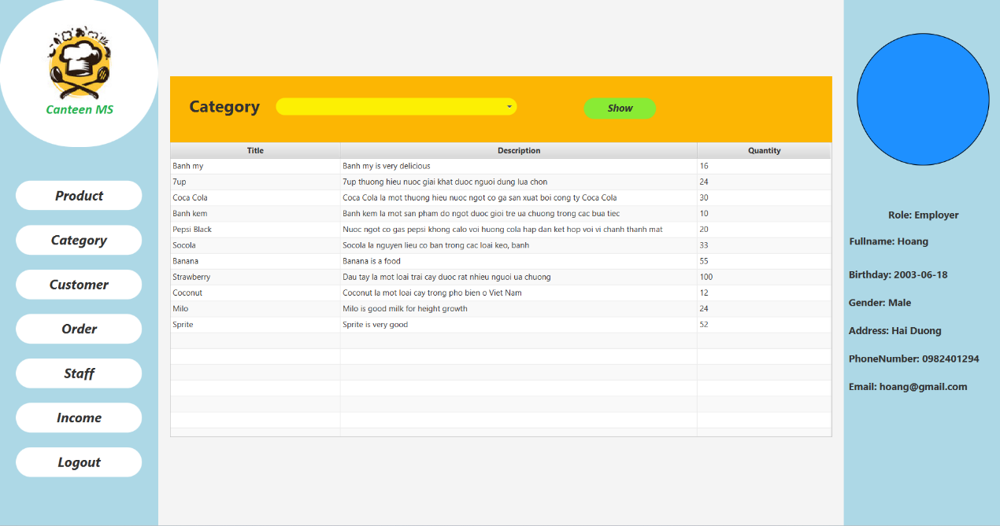 Canteen MS
Product
Category
Customer
Order
Staff
Income
Logout
Category Show
Title Description Quantity
Banh my Banh my is very delicious 16
7up 7up thuong hieu nuoc giai khat duoc nguoi dung lua chon 24
Coca Cola Coca Cola la mot thuong hieu nuoc ngot co ga san xuat boi cong ty Coca Cola 30
Banh kem Banh kem la mot san pham do ngot duoc gioi tre ua chuong trong cac bua tiec 10
Pepsi Black Nuoc ngot co gas pepsi khong calo voi huong cola hap dan ket hop voi vi chanh thanh mat 20
Socola Socola la nguyen lieu co ban trong cac loai keo, banh 33
Banana Banana is a food 55
Strawberry Dau tay la mot loai trai cay duoc rat nhieu nguoi ua chuong 100
Coconut Coconut la mot loai cay trong pho bien o Viet Nam 12
Milo Milo is good milk for height growth 24
Sprite Sprite is very good 52
Role: Employer
Fullname: Hoang
Birthday: 2003-06-18
Gender: Male
Address: Hai Duong
PhoneNumber: 0982401294
Email: hoang@gmail.com